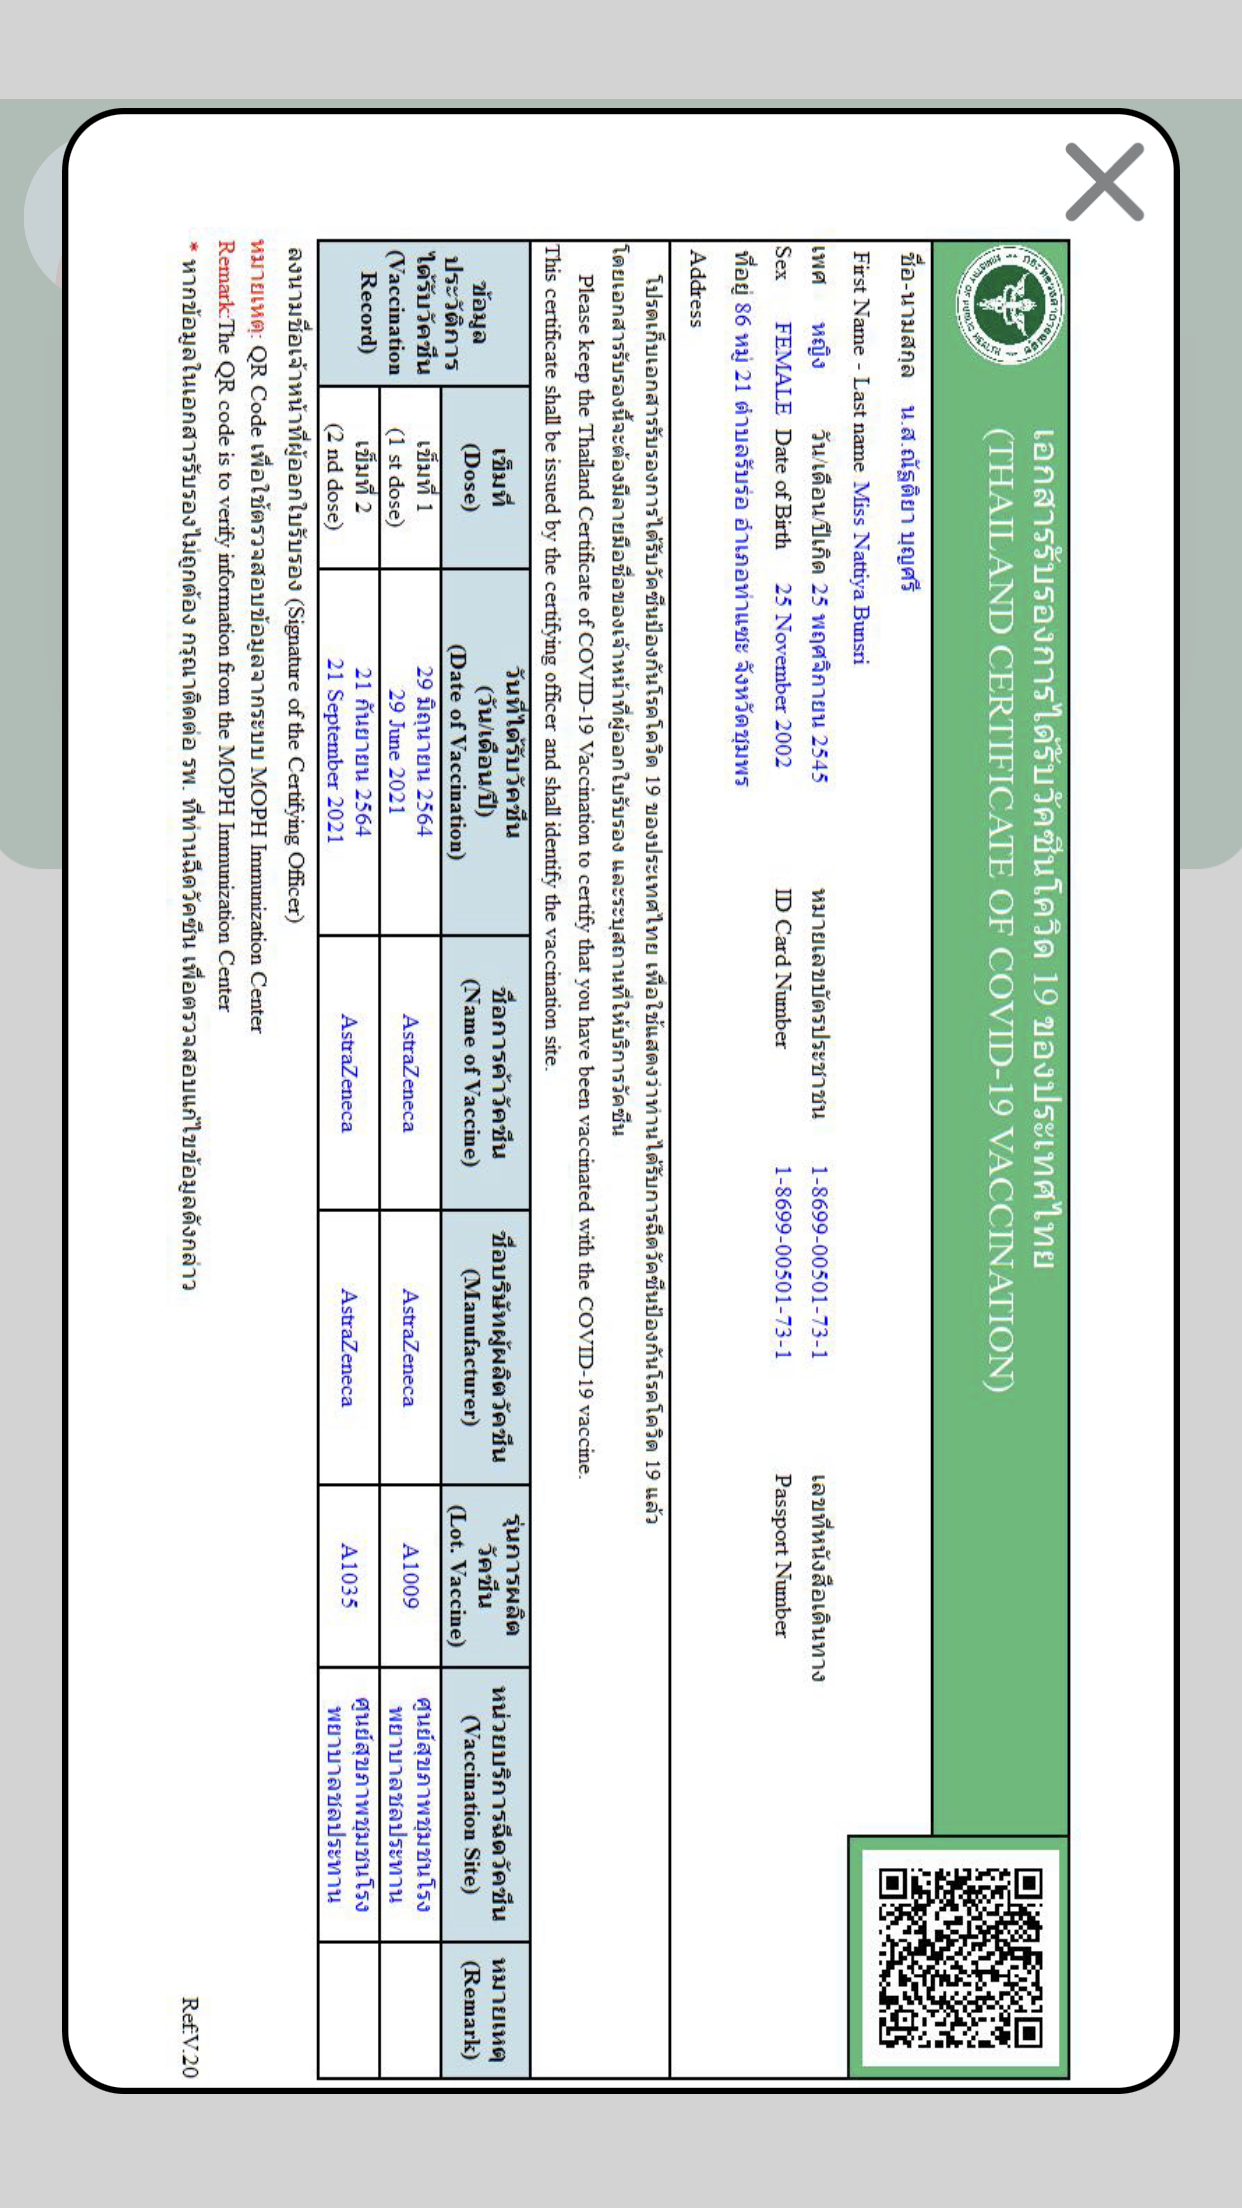 เอกสารรับรองการได้รับวัคซีนโควิด 19 ของประเทศไทย
(THAILAND CERTIFICATE OF COVID-19 VACCINATION)
ชื่อ-นามสกุล น.ส.ณัฐติยา บุญศรี
First Name - Last name Miss Nattiya Bunsri
เพศ หญิง วัน/เดือน/ปีเกิด 25 พฤศจิกายน 2545 หมายเลขบัตรประชาชน 1-8699-00501-73-1 เลขที่หนังสือเดินทาง
Sex FEMALE Date of Birth 25 November 2002 ID Card Number 1-8699-00501-73-1 Passport Number
ที่อยู่ 86 หมู่ 21 ตำบลรับร่อ อำเภอท่าแซะ จังหวัดชุมพร
Address
โปรดเก็บเอกสารรับรองการได้รับวัคซีนป้องกันโรคโควิด 19 ของประเทศไทย เพื่อใช้แสดงว่าท่านได้รับการฉีดวัคซีนป้องกันโรคโควิด 19 แล้ว
โดยเอกสารรับรองนี้จะต้องมีลายมือชื่อของเจ้าหน้าที่ผู้ออกใบรับรอง และระบุสถานที่ให้บริการวัคซีน
Please keep the Thailand Certificate of COVID-19 Vaccination to certify that you have been vaccinated with the COVID-19 vaccine.
This certificate shall be issued by the certifying officer and shall identify the vaccination site.
ข้อมูล
ประวัติการ
ได้รับวัคซีน
(Vaccination
Record)
เข็มที่
(Dose)
วันที่ได้รับวัคซีน
(วัน/เดือน/ปี)
(Date of Vaccination)
ชื่อการค้าวัคซีน
(Name of Vaccine)
ชื่อบริษัทผู้ผลิตวัคซีน
(Manufacturer)
รุ่นการผลิต
วัคซีน
(Lot. Vaccine)
หน่วยบริการฉีดวัคซีน
(Vaccination Site)
หมายเหตุ
(Remark)
เข็มที่ 1
(1 st dose)
29 มิถุนายน 2564
29 June 2021
AstraZeneca
AstraZeneca
A1009
ศูนย์สุขภาพชุมชนโรง
พยาบาลชลประทาน
เข็มที่ 2
(2 nd dose)
21 กันยายน 2564
21 September 2021
AstraZeneca
AstraZeneca
A1035
ศูนย์สุขภาพชุมชนโรง
พยาบาลชลประทาน
ลงนามชื่อเจ้าหน้าที่ผู้ออกใบรับรอง (Signature of the Certifying Officer)
หมายเหตุ: QR Code เพื่อใช้ตรวจสอบข้อมูลจากระบบ MOPH Immunization Center
Remark:The QR code is to verify information from the MOPH Immunization Center
* หากข้อมูลในเอกสารรับรองไม่ถูกต้อง กรุณาติดต่อ รพ. ที่ท่านฉีดวัคซีน เพื่อตรวจสอบแก้ไขข้อมูลดังกล่าว
Ref.V.20